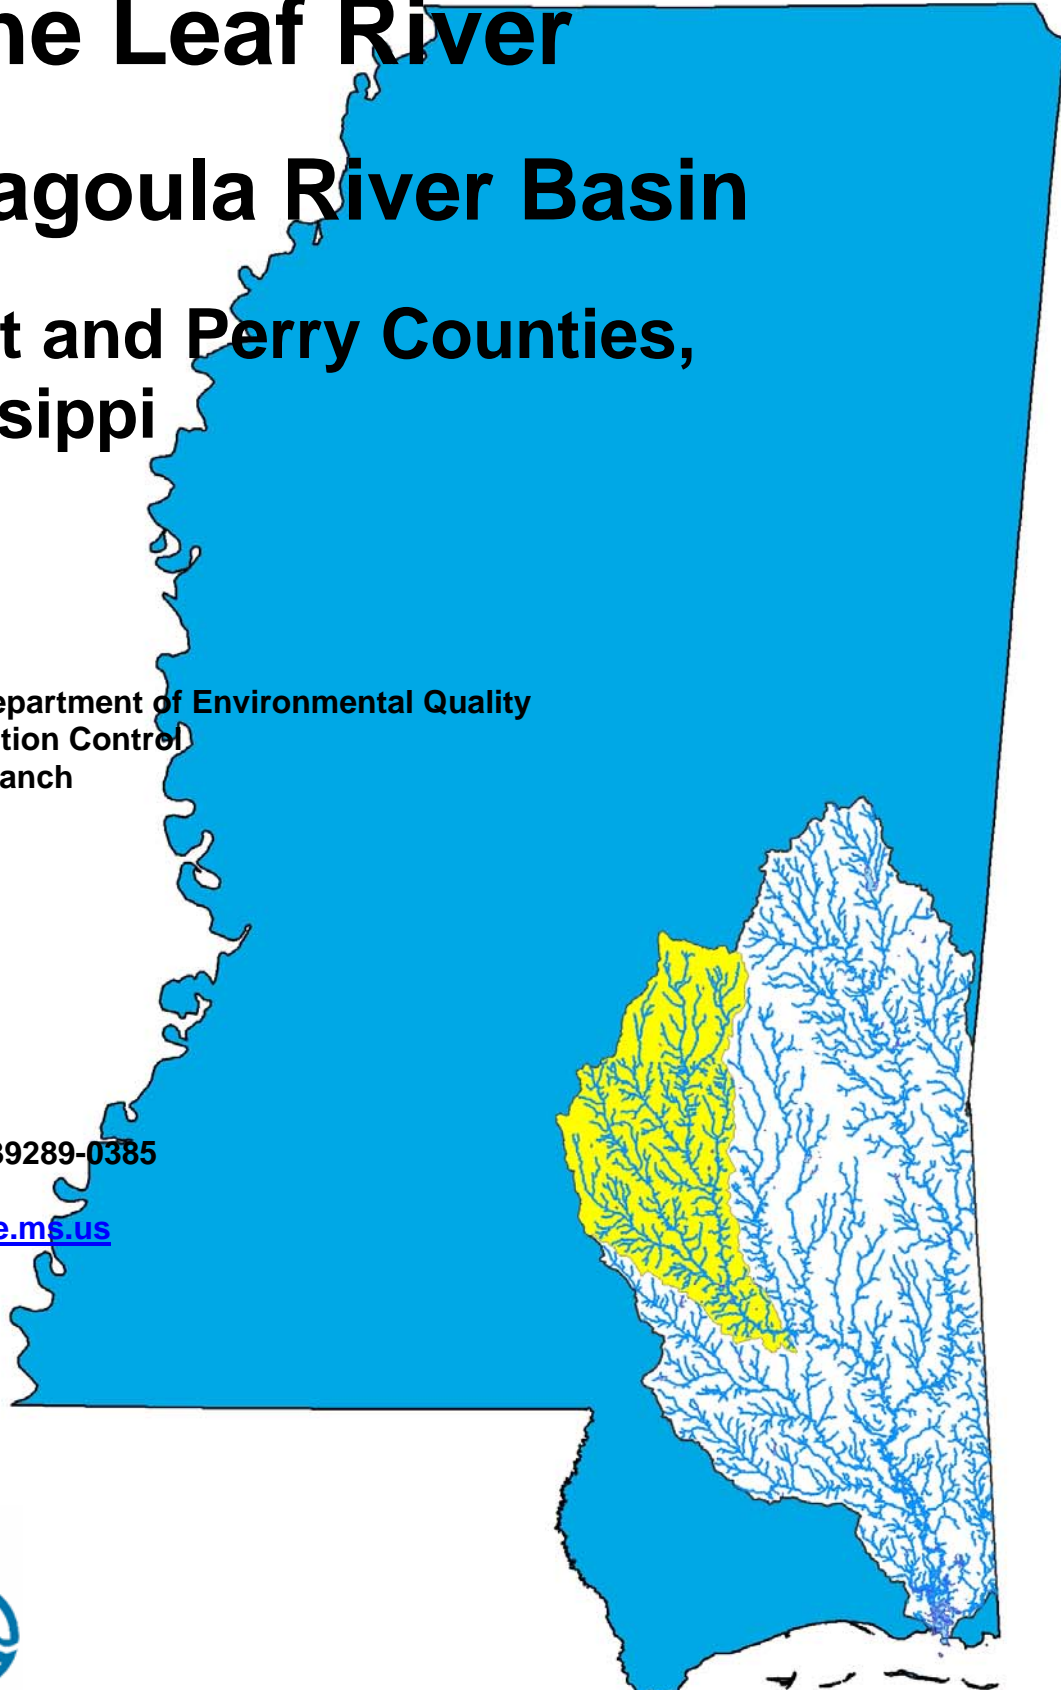 ne Leaf River
agoula River Basin
t and Perry Counties,
sippi
epartment of Environmental Quality
tion Control
anch
39289-0385
e.ms.us